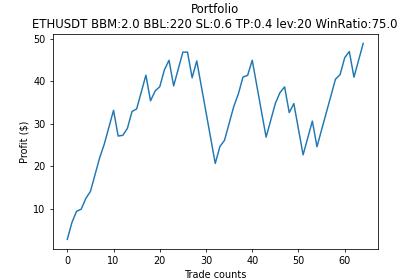 Portfolio
ETHUSDT BBM:2.0 BBL:220 SL:0.6 TP:0.4 lev:20 WinRatio:75.0
50
40
30
20
10
Profit ($)
0 10 20 30 40 50 60
Trade counts